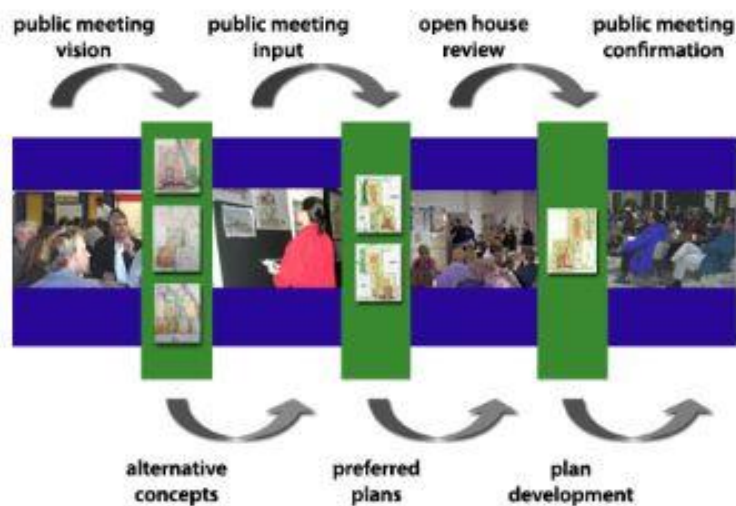 public meeting
vision
public meeting
input
open house
review
public meeting
confirmation
alternative
concepts
preferred
plans
plan
development